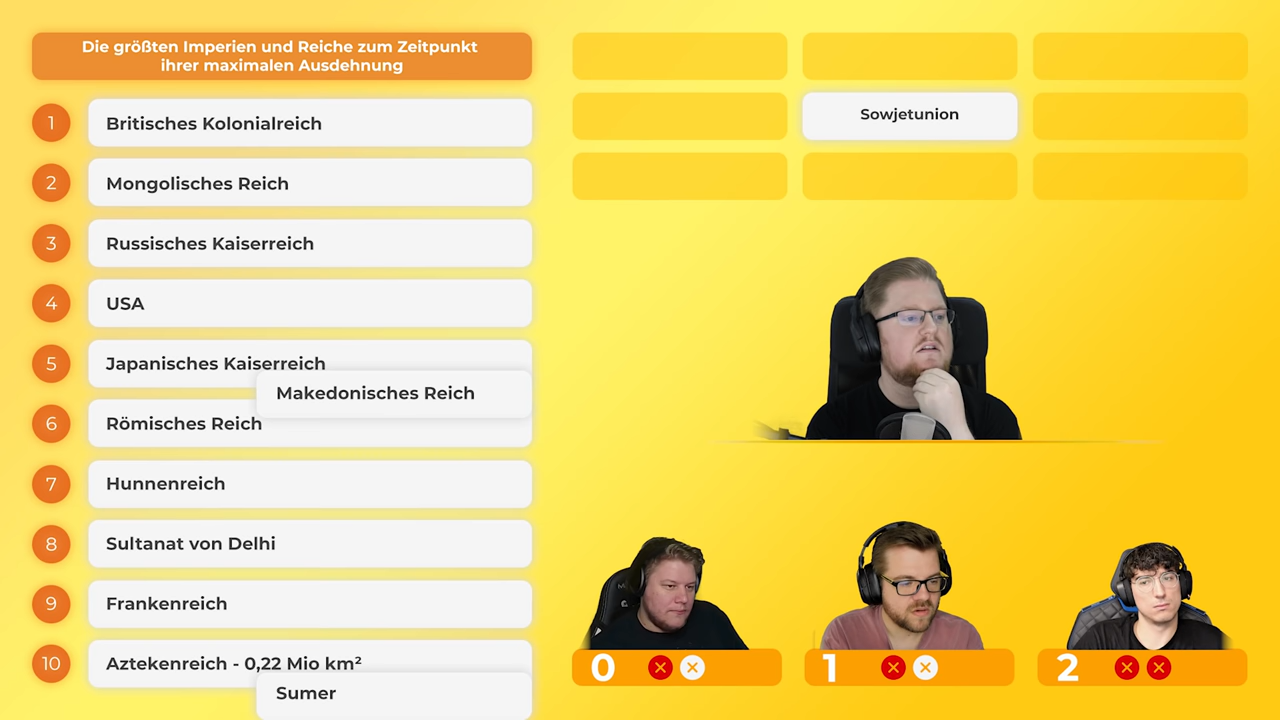 Die größten Imperien und Reiche zum Zeitpunkt
ihrer maximalen Ausdehnung
1 Britisches Kolonialreich
2 Mongolisches Reich
3 Russisches Kaiserreich
4 USA
5 Japanisches Kaiserreich
Makedonisches Reich
6 Römisches Reich
7 Hunnenreich
8 Sultanat von Delhi
9 Frankenreich
10 Aztekenreich - 0,22 Mio km²
Sumer
Sowjetunion
0
1
2